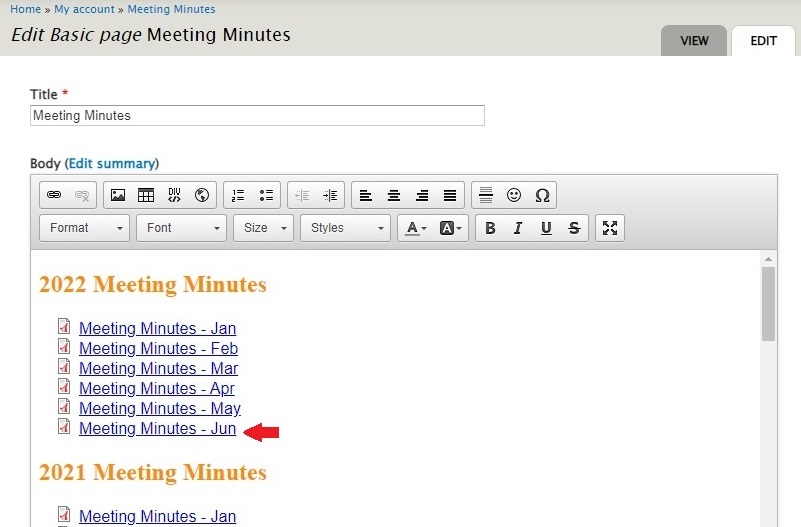 Home » My account » Meeting Minutes
Edit Basic page Meeting Minutes
VIEW
EDIT
Title *
Meeting Minutes
Body (Edit summary)
DIV
Format Font Size Styles A A B I U S
2022 Meeting Minutes
Meeting Minutes - Jan
Meeting Minutes - Feb
Meeting Minutes - Mar
Meeting Minutes - Apr
Meeting Minutes - May
Meeting Minutes - Jun
2021 Meeting Minutes
Meeting Minutes - Jan